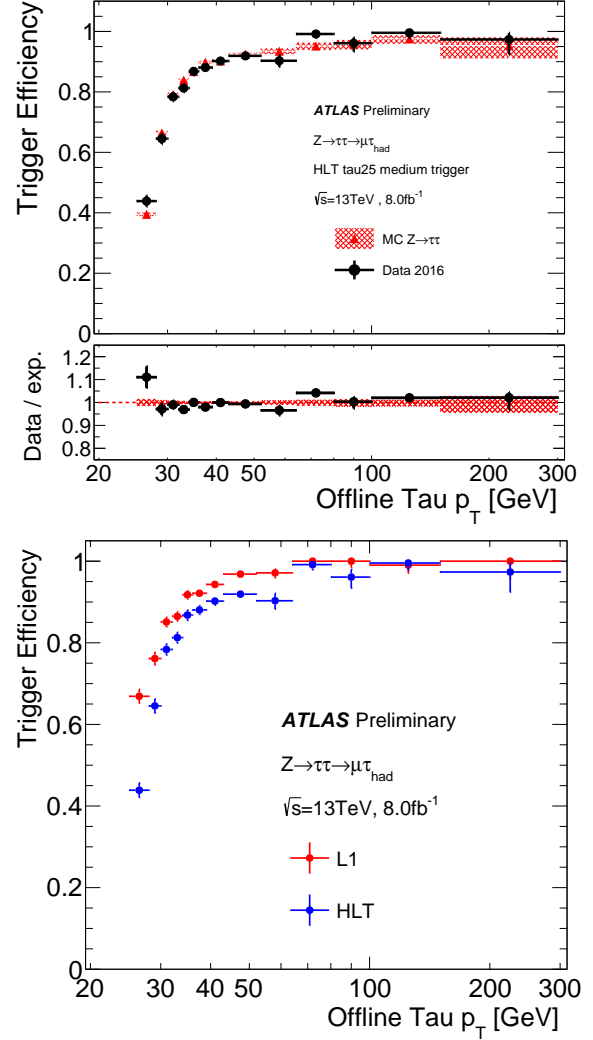 Trigger Efficiency
1
0.8
0.6
0.4
0.2
0
ATLAS Preliminary
Z→ττ→μτhad
HLT tau25 medium trigger
√s=13TeV , 8.0fb-1
MC Z→ττ
Data 2016
Data / exp.
1.2
1.1
1
0.9
0.8
20 30 40 50 100 200 300
Offline Tau pT [GeV]
Trigger Efficiency
1
0.8
0.6
0.4
0.2
0
ATLAS Preliminary
Z→ττ→μτhad
√s=13TeV, 8.0fb-1
L1
HLT
20 30 40 50 100 200 300
Offline Tau pT [GeV]